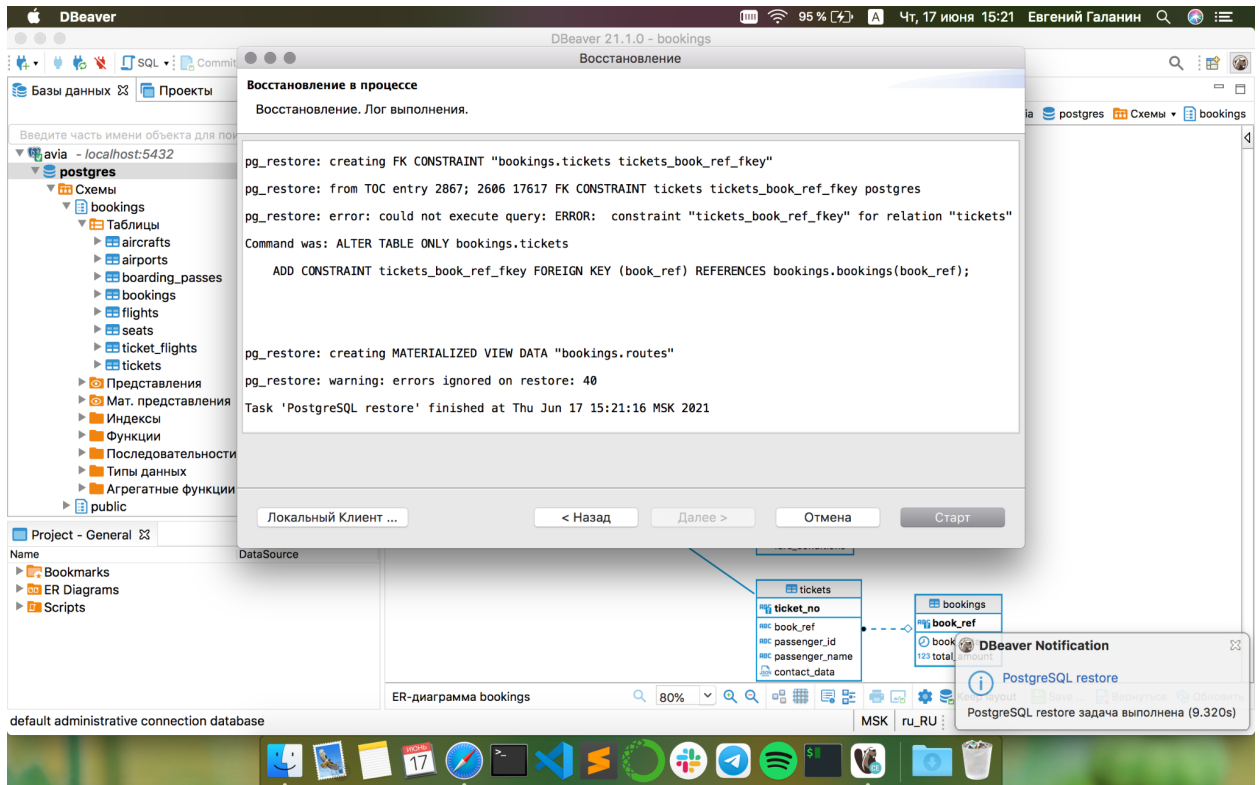 DBeaver
95 %
A
Чт, 17 июня 15:21
Евгений Галанин
DBeaver 21.1.0 - bookings
SQL
Commit
Восстановление
Базы данных
Проекты
Восстановление в процессе
Восстановление. Лог выполнения.
postgres
Схемы
bookings
Введите часть имени объекта для
avia - localhost:5432
postgres
Схемы
bookings
Таблицы
aircrafts
airports
boarding_passes
bookings
flights
seats
ticket_flights
tickets
Представления
Мат. представления
Индексы
Функции
Последовательности
Типы данных
Агрегатные функции
public
pg_restore: creating FK CONSTRAINT "bookings.tickets tickets_book_ref_fkey"
pg_restore: from TOC entry 2867; 2606 17617 FK CONSTRAINT tickets tickets_book_ref_fkey postgres
pg_restore: error: could not execute query: ERROR:  constraint "tickets_book_ref_fkey" for relation "tickets"
Command was: ALTER TABLE ONLY bookings.tickets
ADD CONSTRAINT tickets_book_ref_fkey FOREIGN KEY (book_ref) REFERENCES bookings.bookings(book_ref);
pg_restore: creating MATERIALIZED VIEW DATA "bookings.routes"
pg_restore: warning: errors ignored on restore: 40
Task 'PostgreSQL restore' finished at Thu Jun 17 15:21:16 MSK 2021
Локальный Клиент ...
< Назад
Далее >
Отмена
Старт
Project - General
Name
DataSource
Bookmarks
ER Diagrams
Scripts
tickets
ticket_no
book_ref
passenger_id
passenger_name
contact_data
bookings
book_ref
total_amount
DBeaver Notification
PostgreSQL restore
PostgreSQL restore задача выполнена (9.320s)
ER-диаграмма bookings
80%
Keep layout
Save ...
Вернуться
Обновить
default administrative connection database
MSK
ru_RU
ИЮНЬ
17